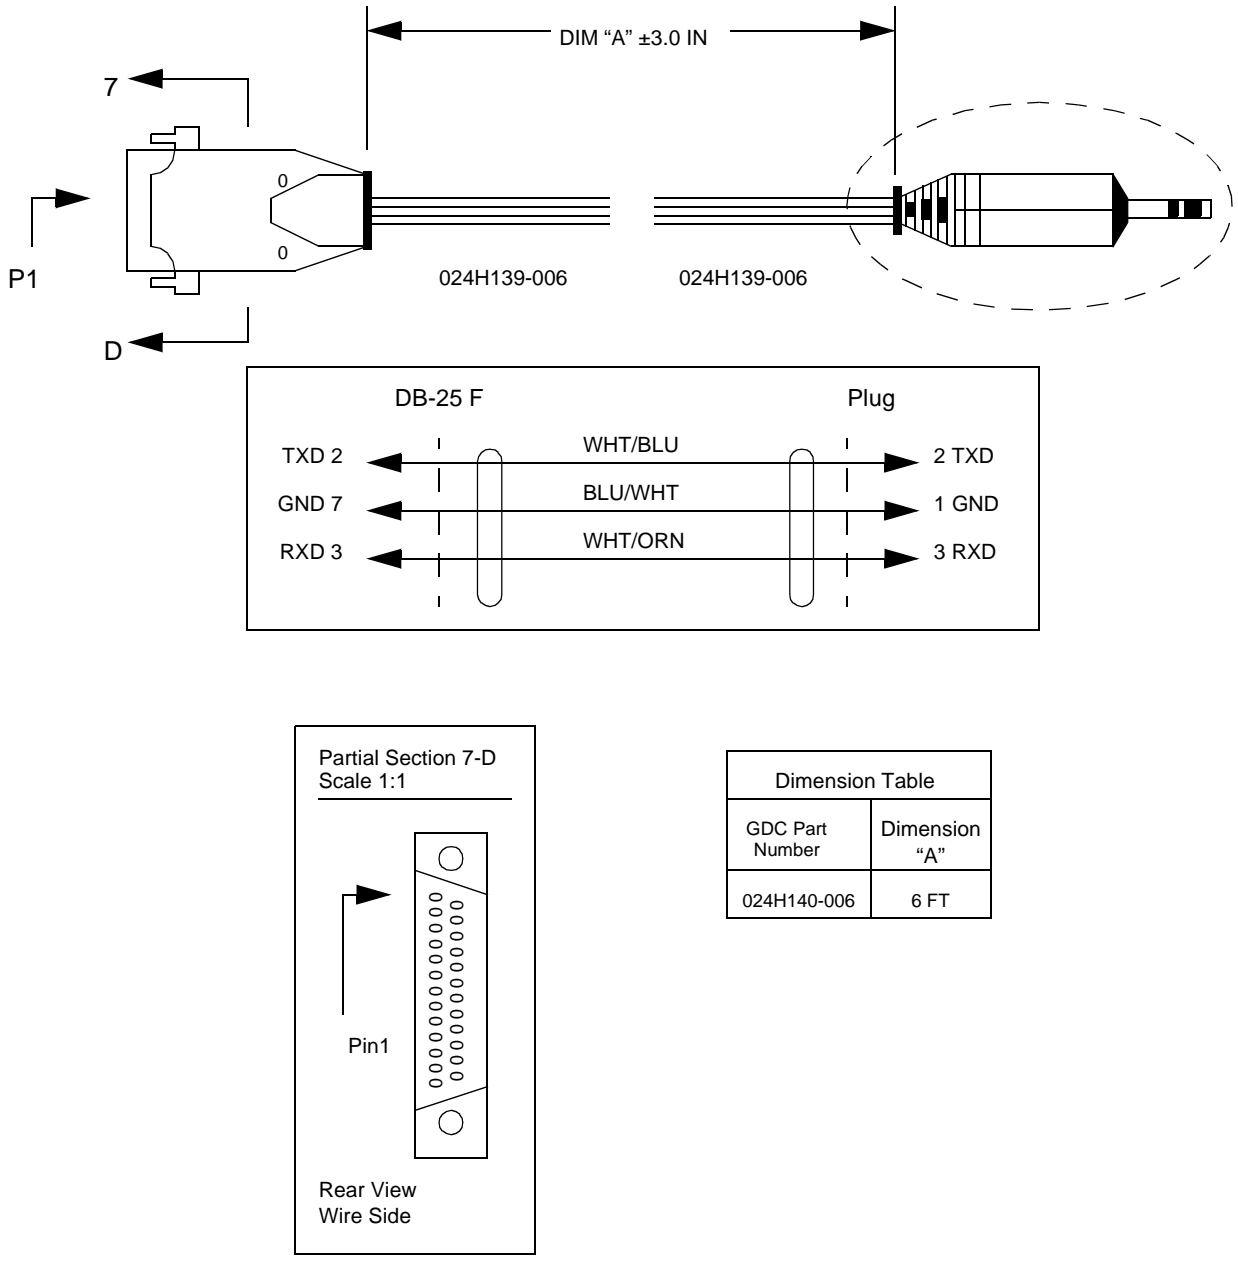 DIM “A” ±3.0 IN
7
0
0
P1
024H139-006 024H139-006
D
DB-25 F Plug
TXD 2 WHT/BLU 2 TXD
GND 7 BLU/WHT 1 GND
RXD 3 WHT/ORN 3 RXD
Partial Section 7-D
Scale 1:1
Pin1
Rear View
Wire Side
Dimension Table
GDC Part Number Dimension “A”
024H140-006 6 FT